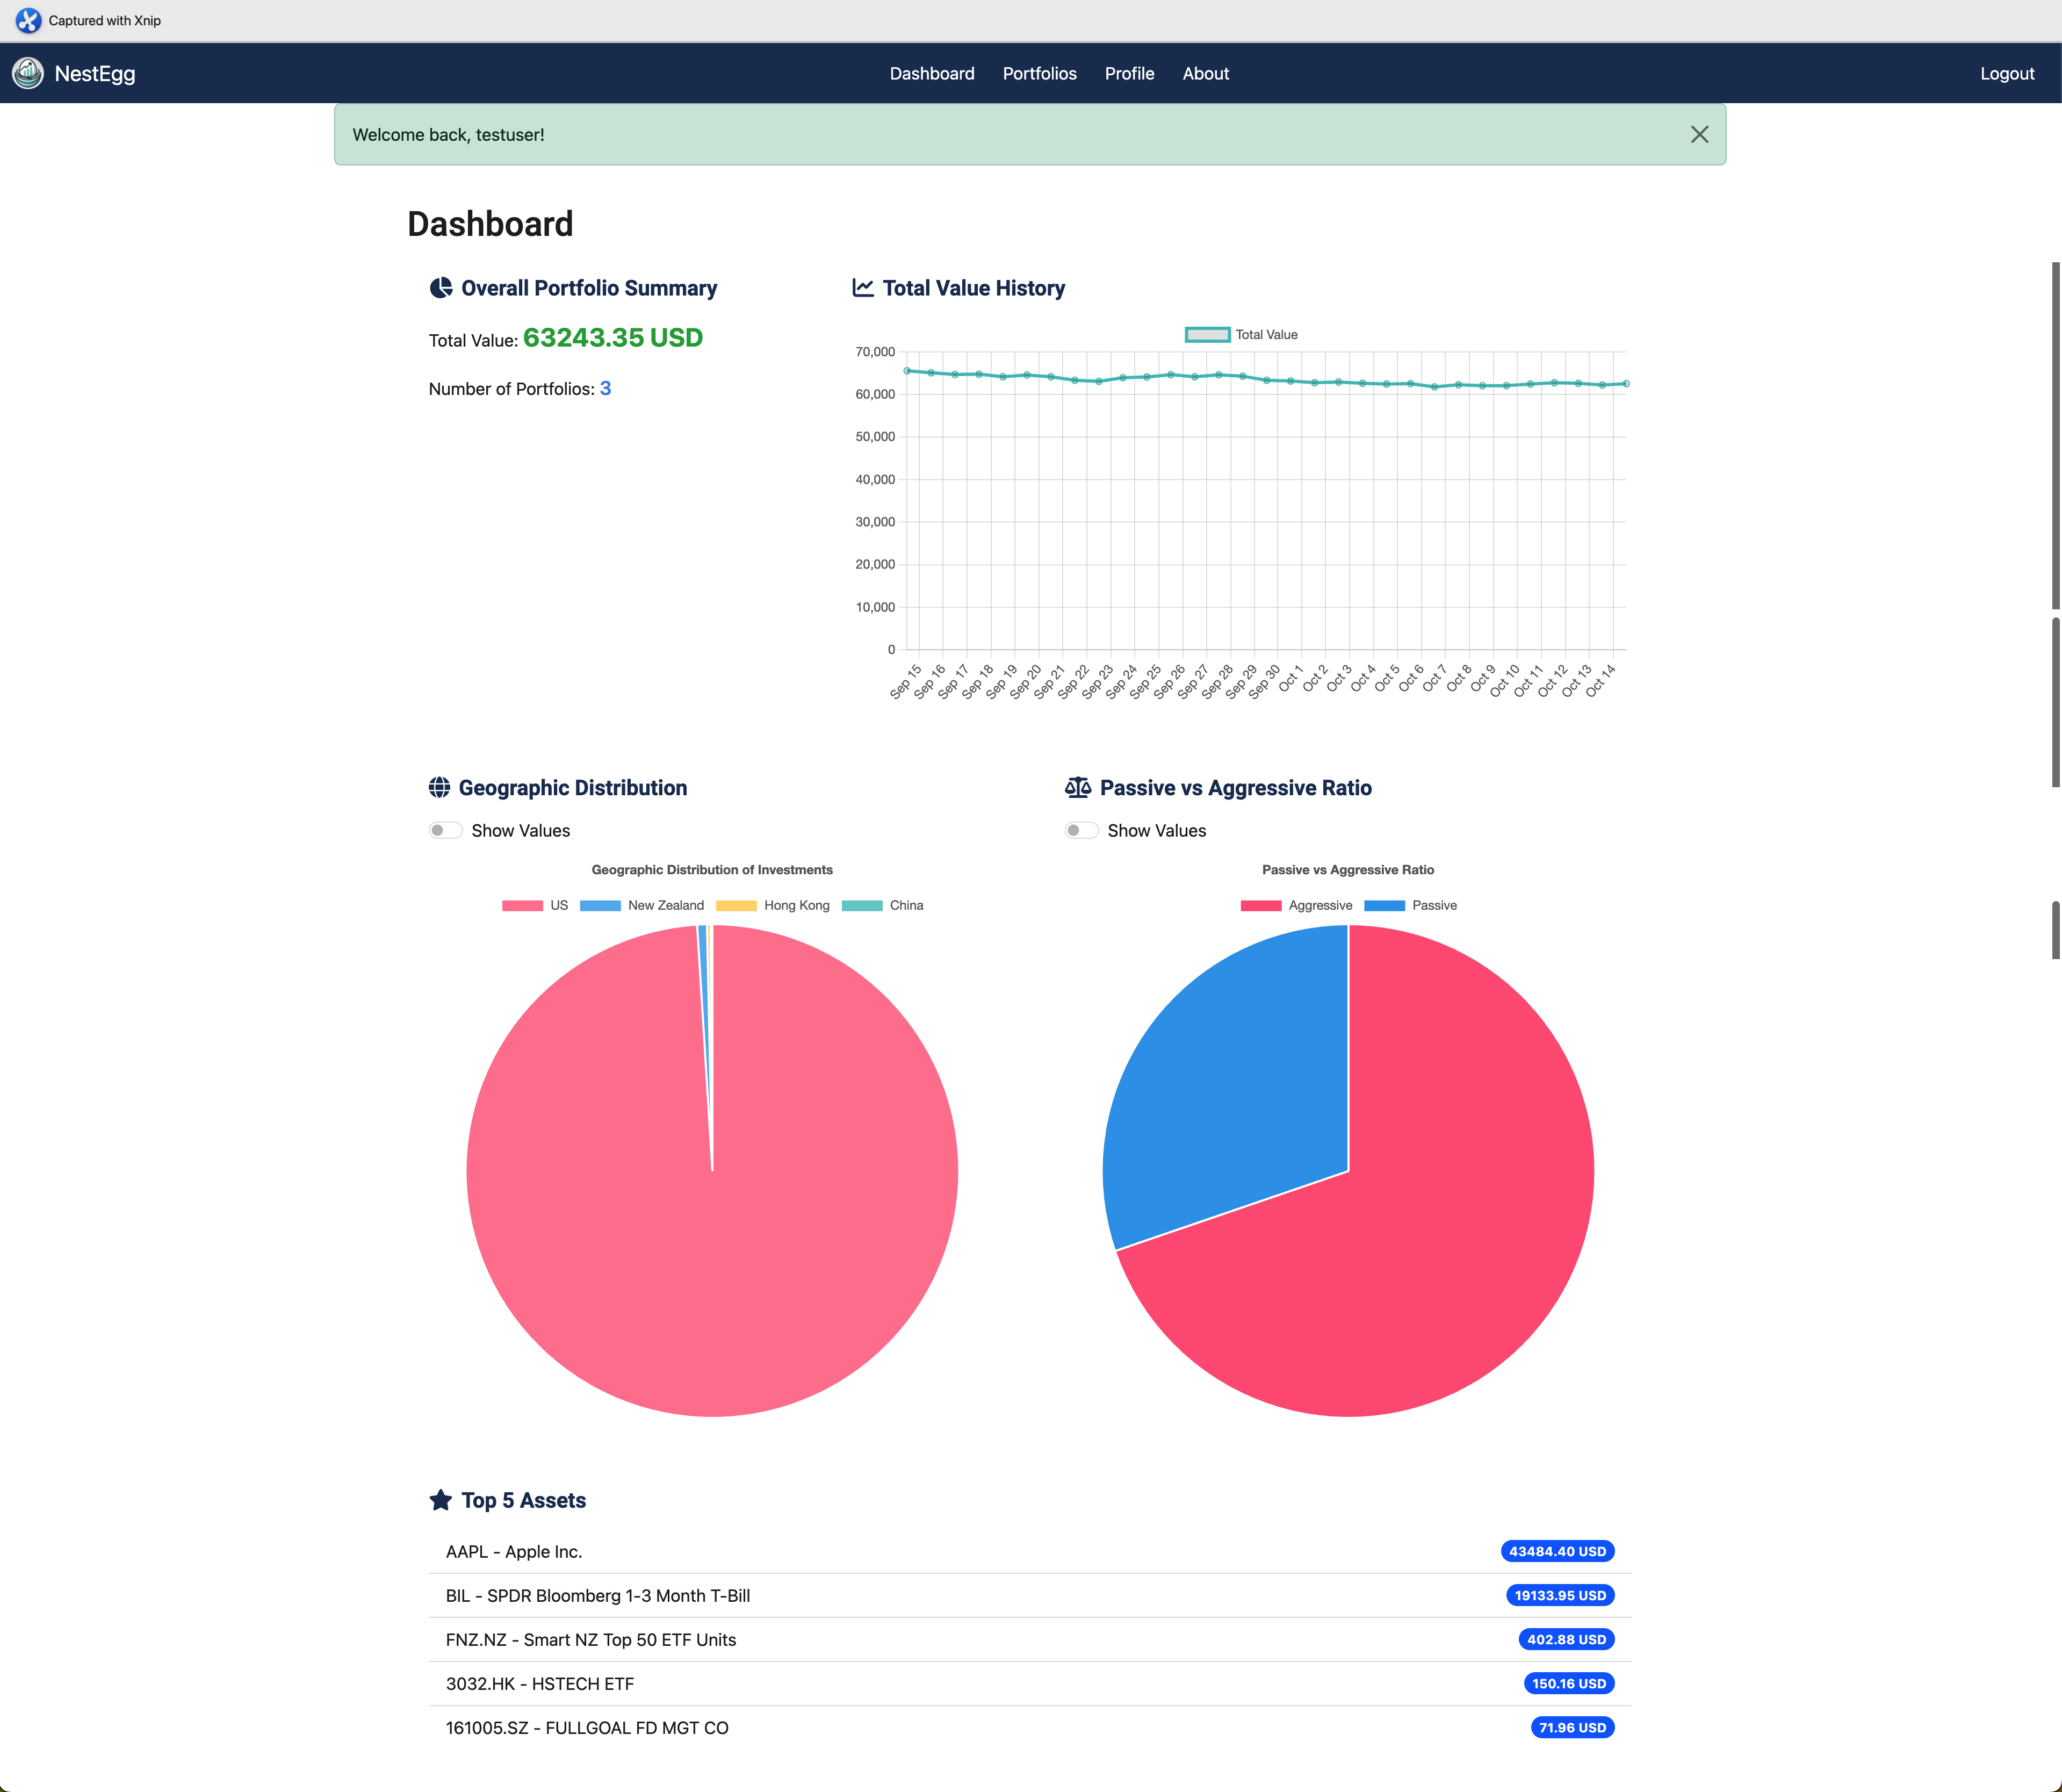 Captured with Xnip
NestEgg
Dashboard Portfolios Profile About
Logout
Welcome back, testuser!
Dashboard
Overall Portfolio Summary
Total Value: 63243.35 USD
Number of Portfolios: 3
Total Value History
Total Value
70,000
60,000
50,000
40,000
30,000
20,000
10,000
0
Sep 15 Sep 16 Sep 17 Sep 18 Sep 19 Sep 20 Sep 21 Sep 22 Sep 23 Sep 24 Sep 25 Sep 26 Sep 27 Sep 28 Sep 29 Sep 30 Oct 1 Oct 2 Oct 3 Oct 4 Oct 5 Oct 6 Oct 7 Oct 8 Oct 9 Oct 10 Oct 11 Oct 12 Oct 13 Oct 14
Geographic Distribution
Show Values
Geographic Distribution of Investments
US New Zealand Hong Kong China
Passive vs Aggressive Ratio
Show Values
Passive vs Aggressive Ratio
Aggressive Passive
Top 5 Assets
AAPL - Apple Inc. 43484.40 USD
BIL - SPDR Bloomberg 1-3 Month T-Bill 19133.95 USD
FNZ.NZ - Smart NZ Top 50 ETF Units 402.88 USD
3032.HK - HSTECH ETF 150.16 USD
161005.SZ - FULLGOAL FD MGT CO 71.96 USD